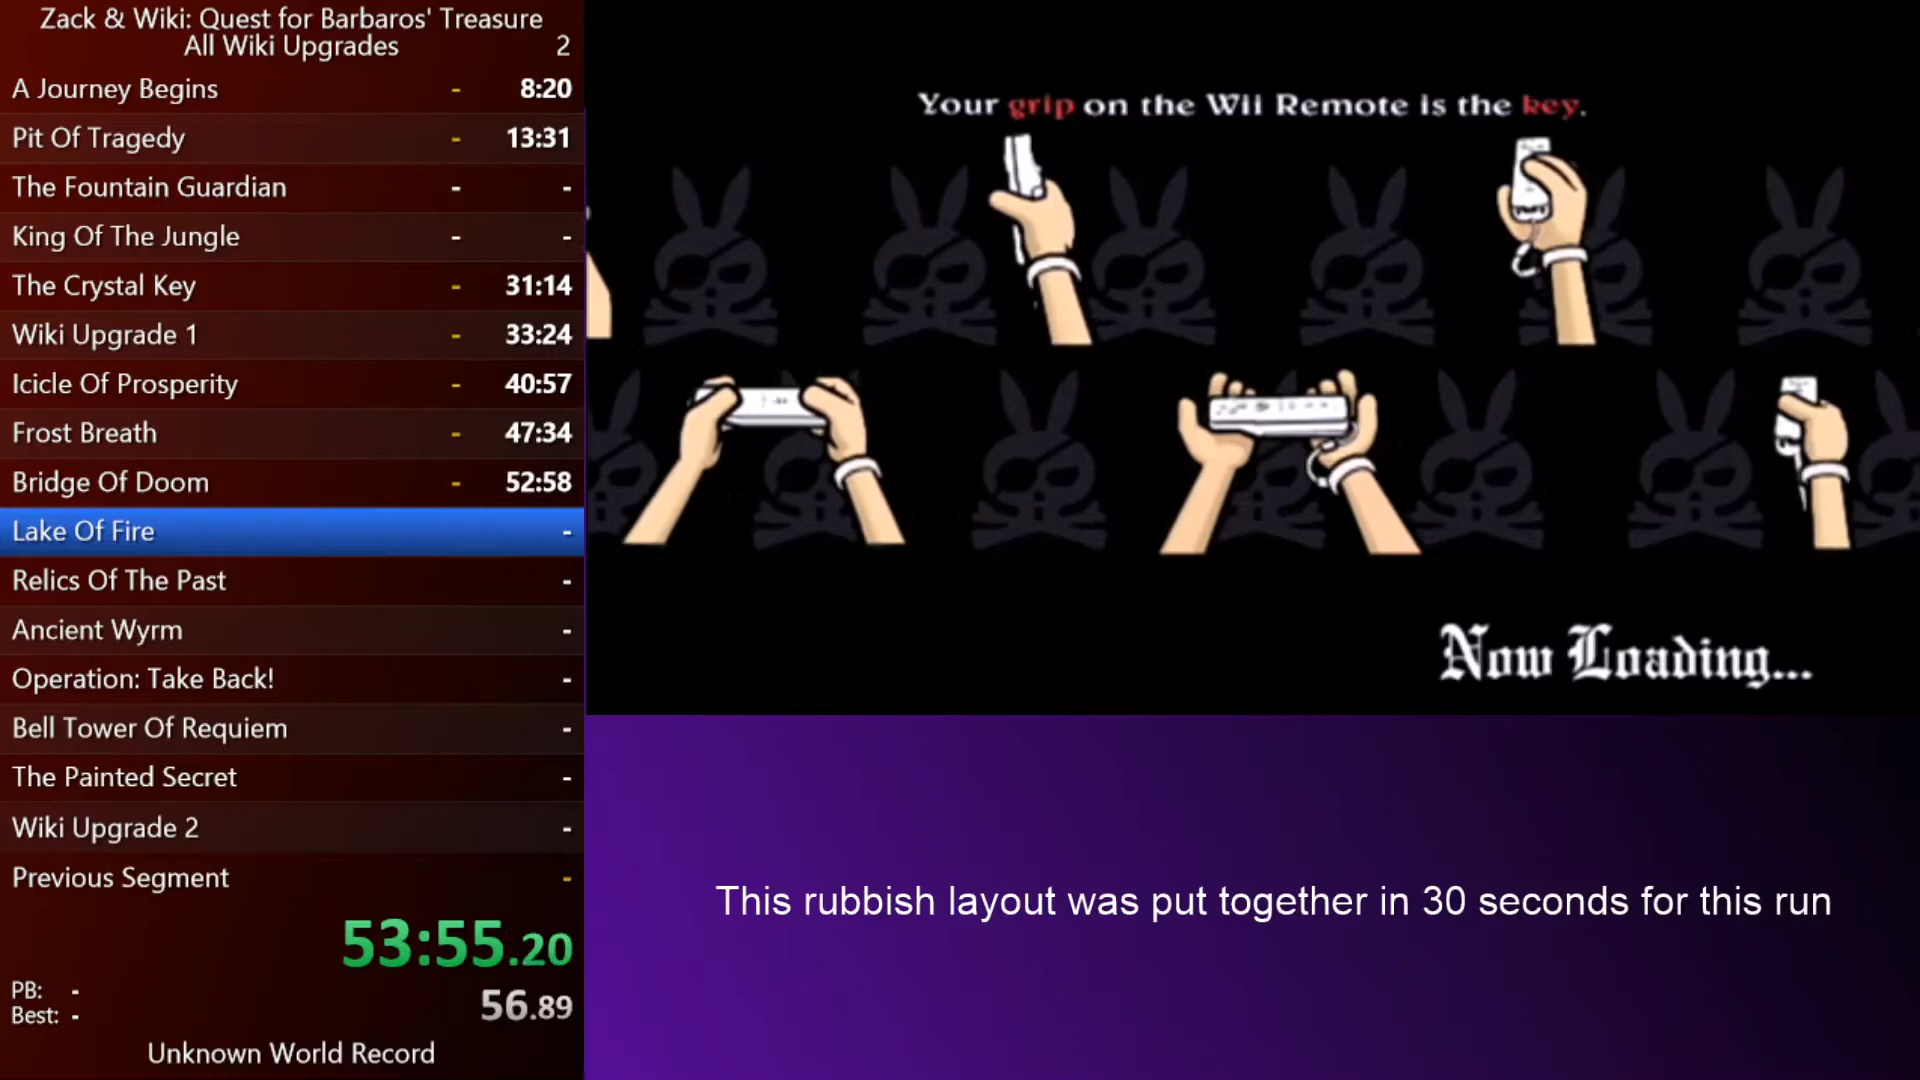 Zack & Wiki: Quest for Barbaros' Treasure
All Wiki Upgrades 2
A Journey Begins - 8:20
Pit Of Tragedy - 13:31
The Fountain Guardian - -
King Of The Jungle - -
The Crystal Key - 31:14
Wiki Upgrade 1 - 33:24
Icicle Of Prosperity - 40:57
Frost Breath - 47:34
Bridge Of Doom - 52:58
Lake Of Fire -
Relics Of The Past -
Ancient Wyrm -
Operation: Take Back! -
Bell Tower Of Requiem -
The Painted Secret -
Wiki Upgrade 2 -
Previous Segment -
53:55.20
PB: -
Best: -
56.89
Unknown World Record
Your grip on the Wii Remote is the key.
Now Loading...
This rubbish layout was put together in 30 seconds for this run